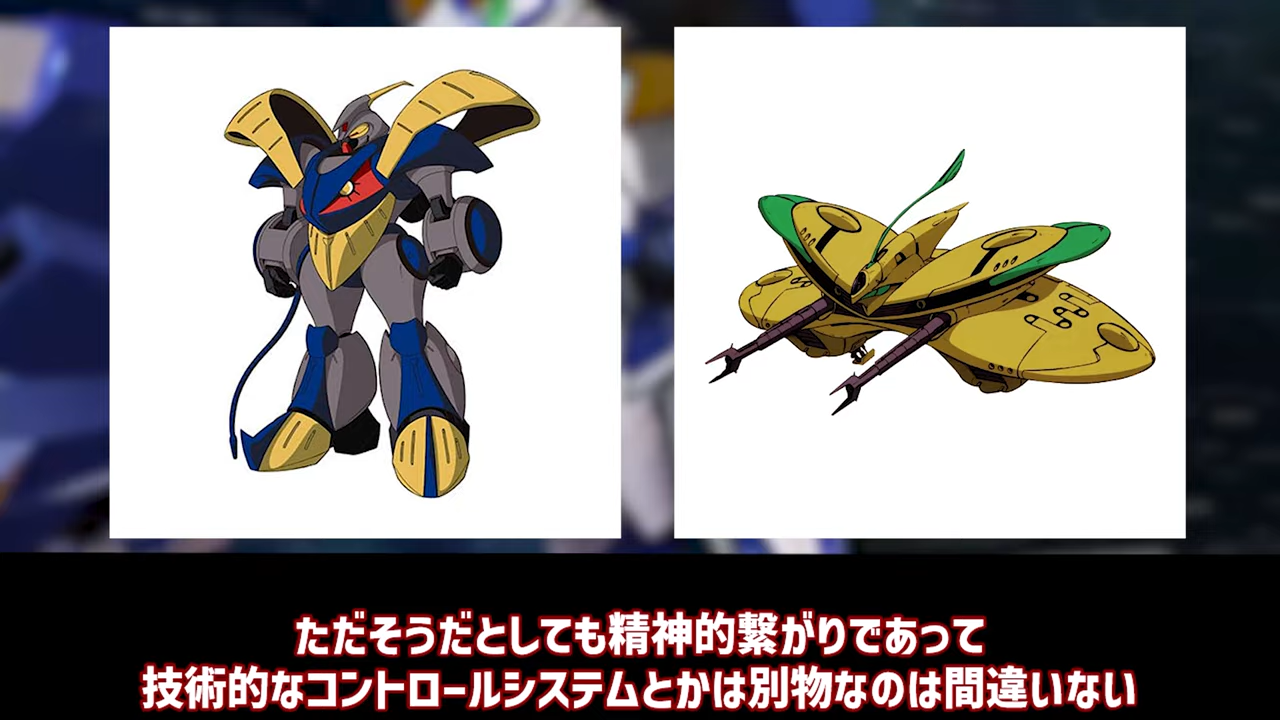 ただそうだとしても精神的繋がりであって
技術的なコントロールシステムとかは別物なのは間違いない